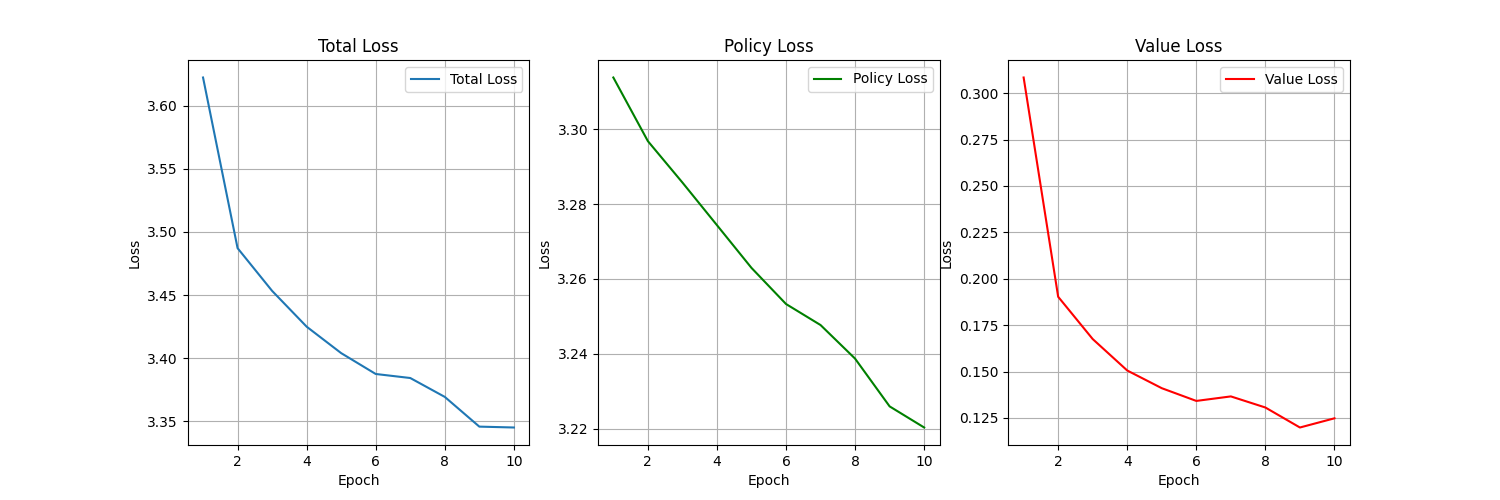 Total Loss
Total Loss
3.60
3.55
3.50
3.45
3.40
3.35
Loss
2
4
6
8
10
Epoch
Policy Loss
Policy Loss
3.30
3.28
3.26
3.24
3.22
Loss
2
4
6
8
10
Epoch
Value Loss
Value Loss
0.300
0.275
0.250
0.225
0.200
0.175
0.150
0.125
Loss
2
4
6
8
10
Epoch